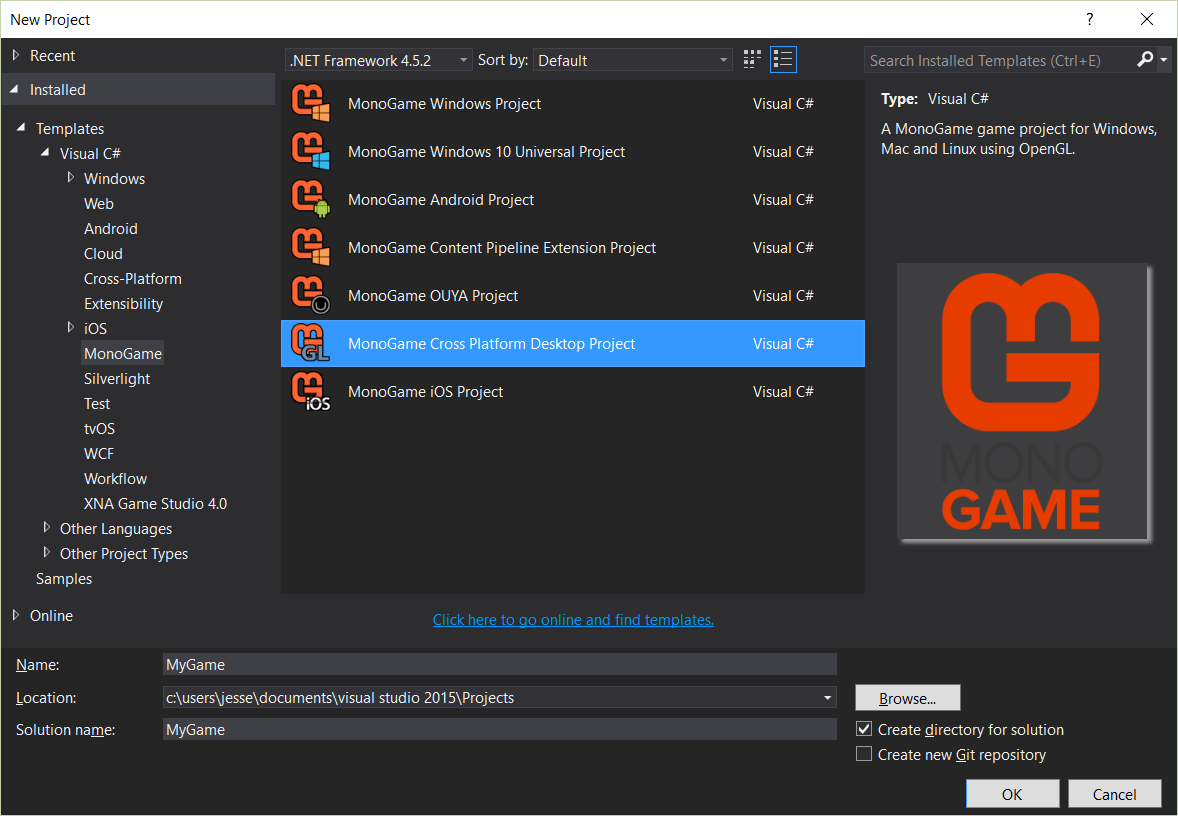 New Project
?
Recent
Installed
Templates
Visual C#
Windows
Web
Android
Cloud
Cross-Platform
Extensibility
iOS
MonoGame
Silverlight
Test
tvOS
WCF
Workflow
XNA Game Studio 4.0
Other Languages
Other Project Types
Samples
Online
.NET Framework 4.5.2 Sort by: Default
MonoGame Windows Project Visual C#
MonoGame Windows 10 Universal Project Visual C#
MonoGame Android Project Visual C#
MonoGame Content Pipeline Extension Project Visual C#
MonoGame OUYA Project Visual C#
GL MonoGame Cross Platform Desktop Project Visual C#
iOS MonoGame iOS Project Visual C#
Click here to go online and find templates.
Search Installed Templates (Ctrl+E)
Type: Visual C#
A MonoGame game project for Windows,
Mac and Linux using OpenGL.
MONO
GAME
Name: MyGame
Location: c:\users\jesse\documents\visual studio 2015\Projects Browse...
Solution name: MyGame
Create directory for solution
Create new Git repository
OK Cancel